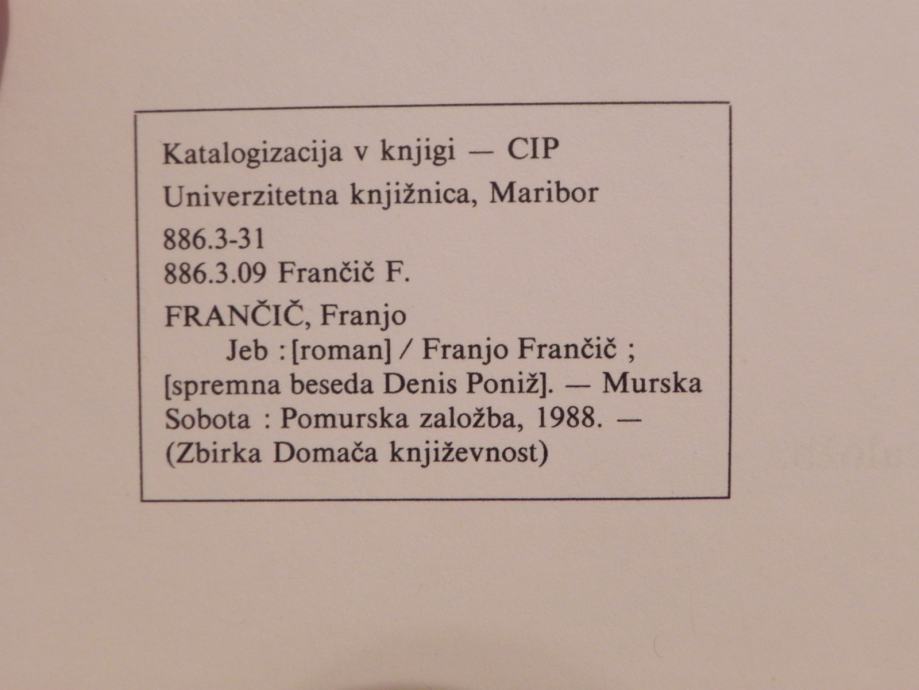 Katalogizacija v knjigi — CIP
Univerzitetna knjižnica, Maribor
886.3-31
886.3.09 Frančič F.
FRANČIČ, Franjo
Jeb : [roman] / Franjo Frančič ;
[spremna beseda Denis Poniž]. — Murska
Sobota : Pomurska založba, 1988. —
(Zbirka Domača književnost)